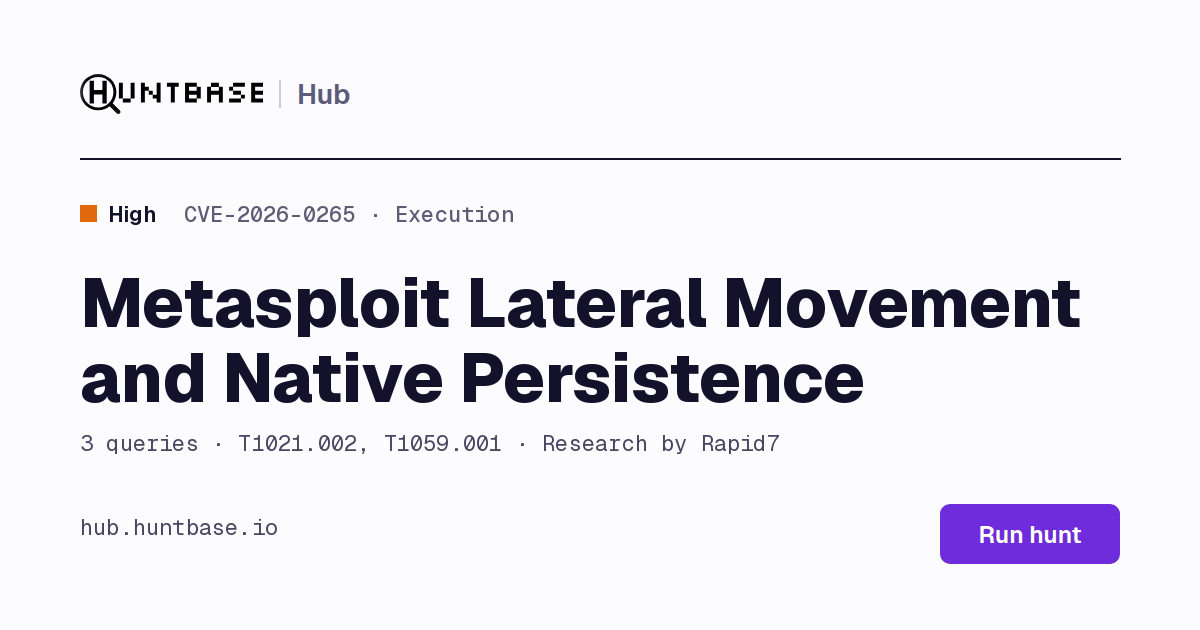 HUNTBASE Hub
High CVE-2026-0265 · Execution
Metasploit Lateral Movement
and Native Persistence
3 queries · T1021.002, T1059.001 · Research by Rapid7
hub.huntbase.io
Run hunt